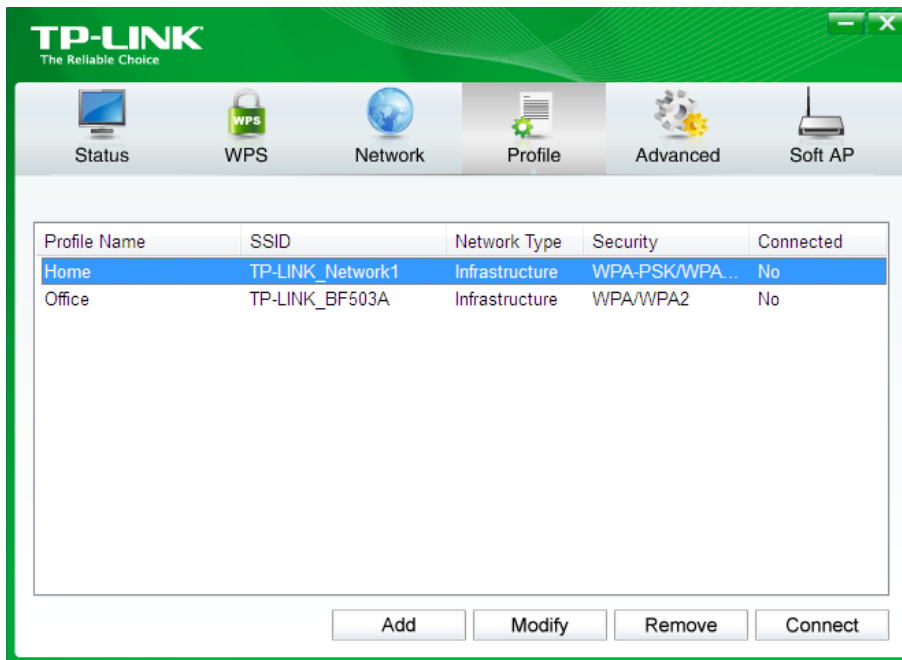 TP-LINK
The Reliable Choice
WPS
Status WPS Network Profile Advanced Soft AP
Profile Name SSID Network Type Security Connected
Home TP-LINK_Network1 Infrastructure WPA-PSK/WPA... No
Office TP-LINK_BF503A Infrastructure WPA/WPA2 No
Add Modify Remove Connect